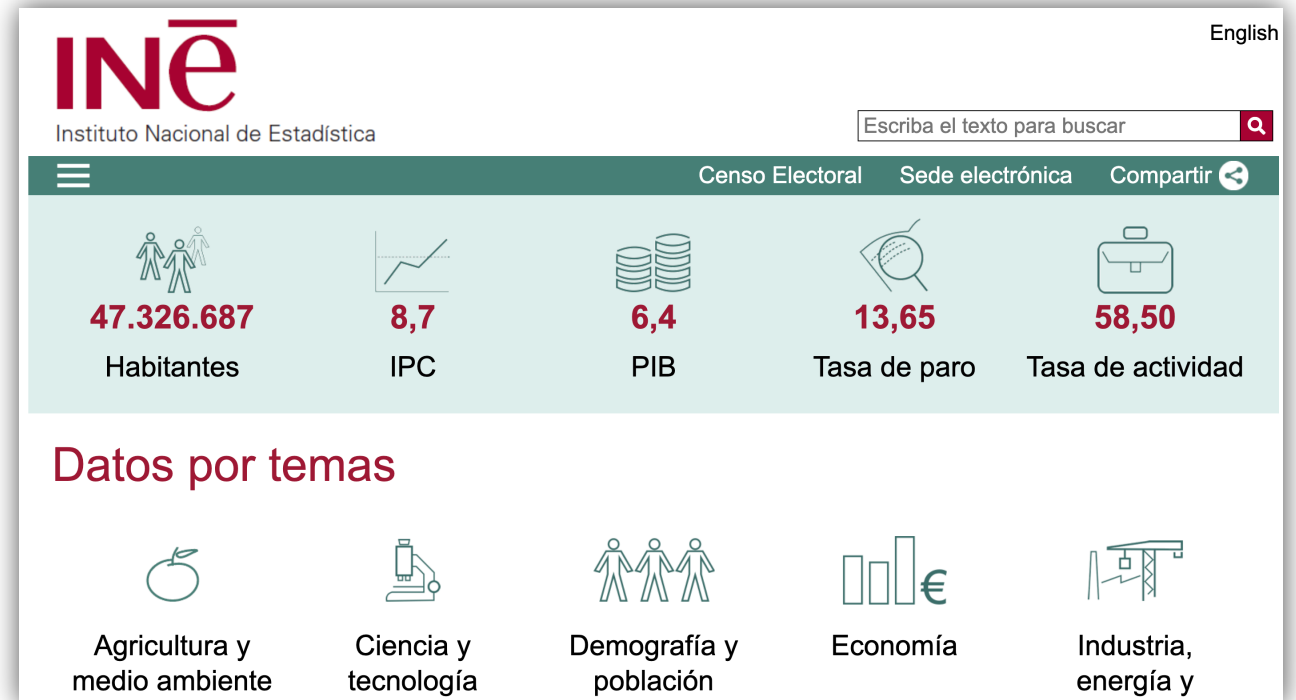 English
INe
Instituto Nacional de Estadística
Escriba el texto para buscar
Censo Electoral Sede electrónica Compartir
47.326.687 8,7 6,4 13,65 58,50
Habitantes IPC PIB Tasa de paro Tasa de actividad
Datos por temas
€
Agricultura y Ciencia y Demografía y Economía Industria,
medio ambiente tecnología población energía y